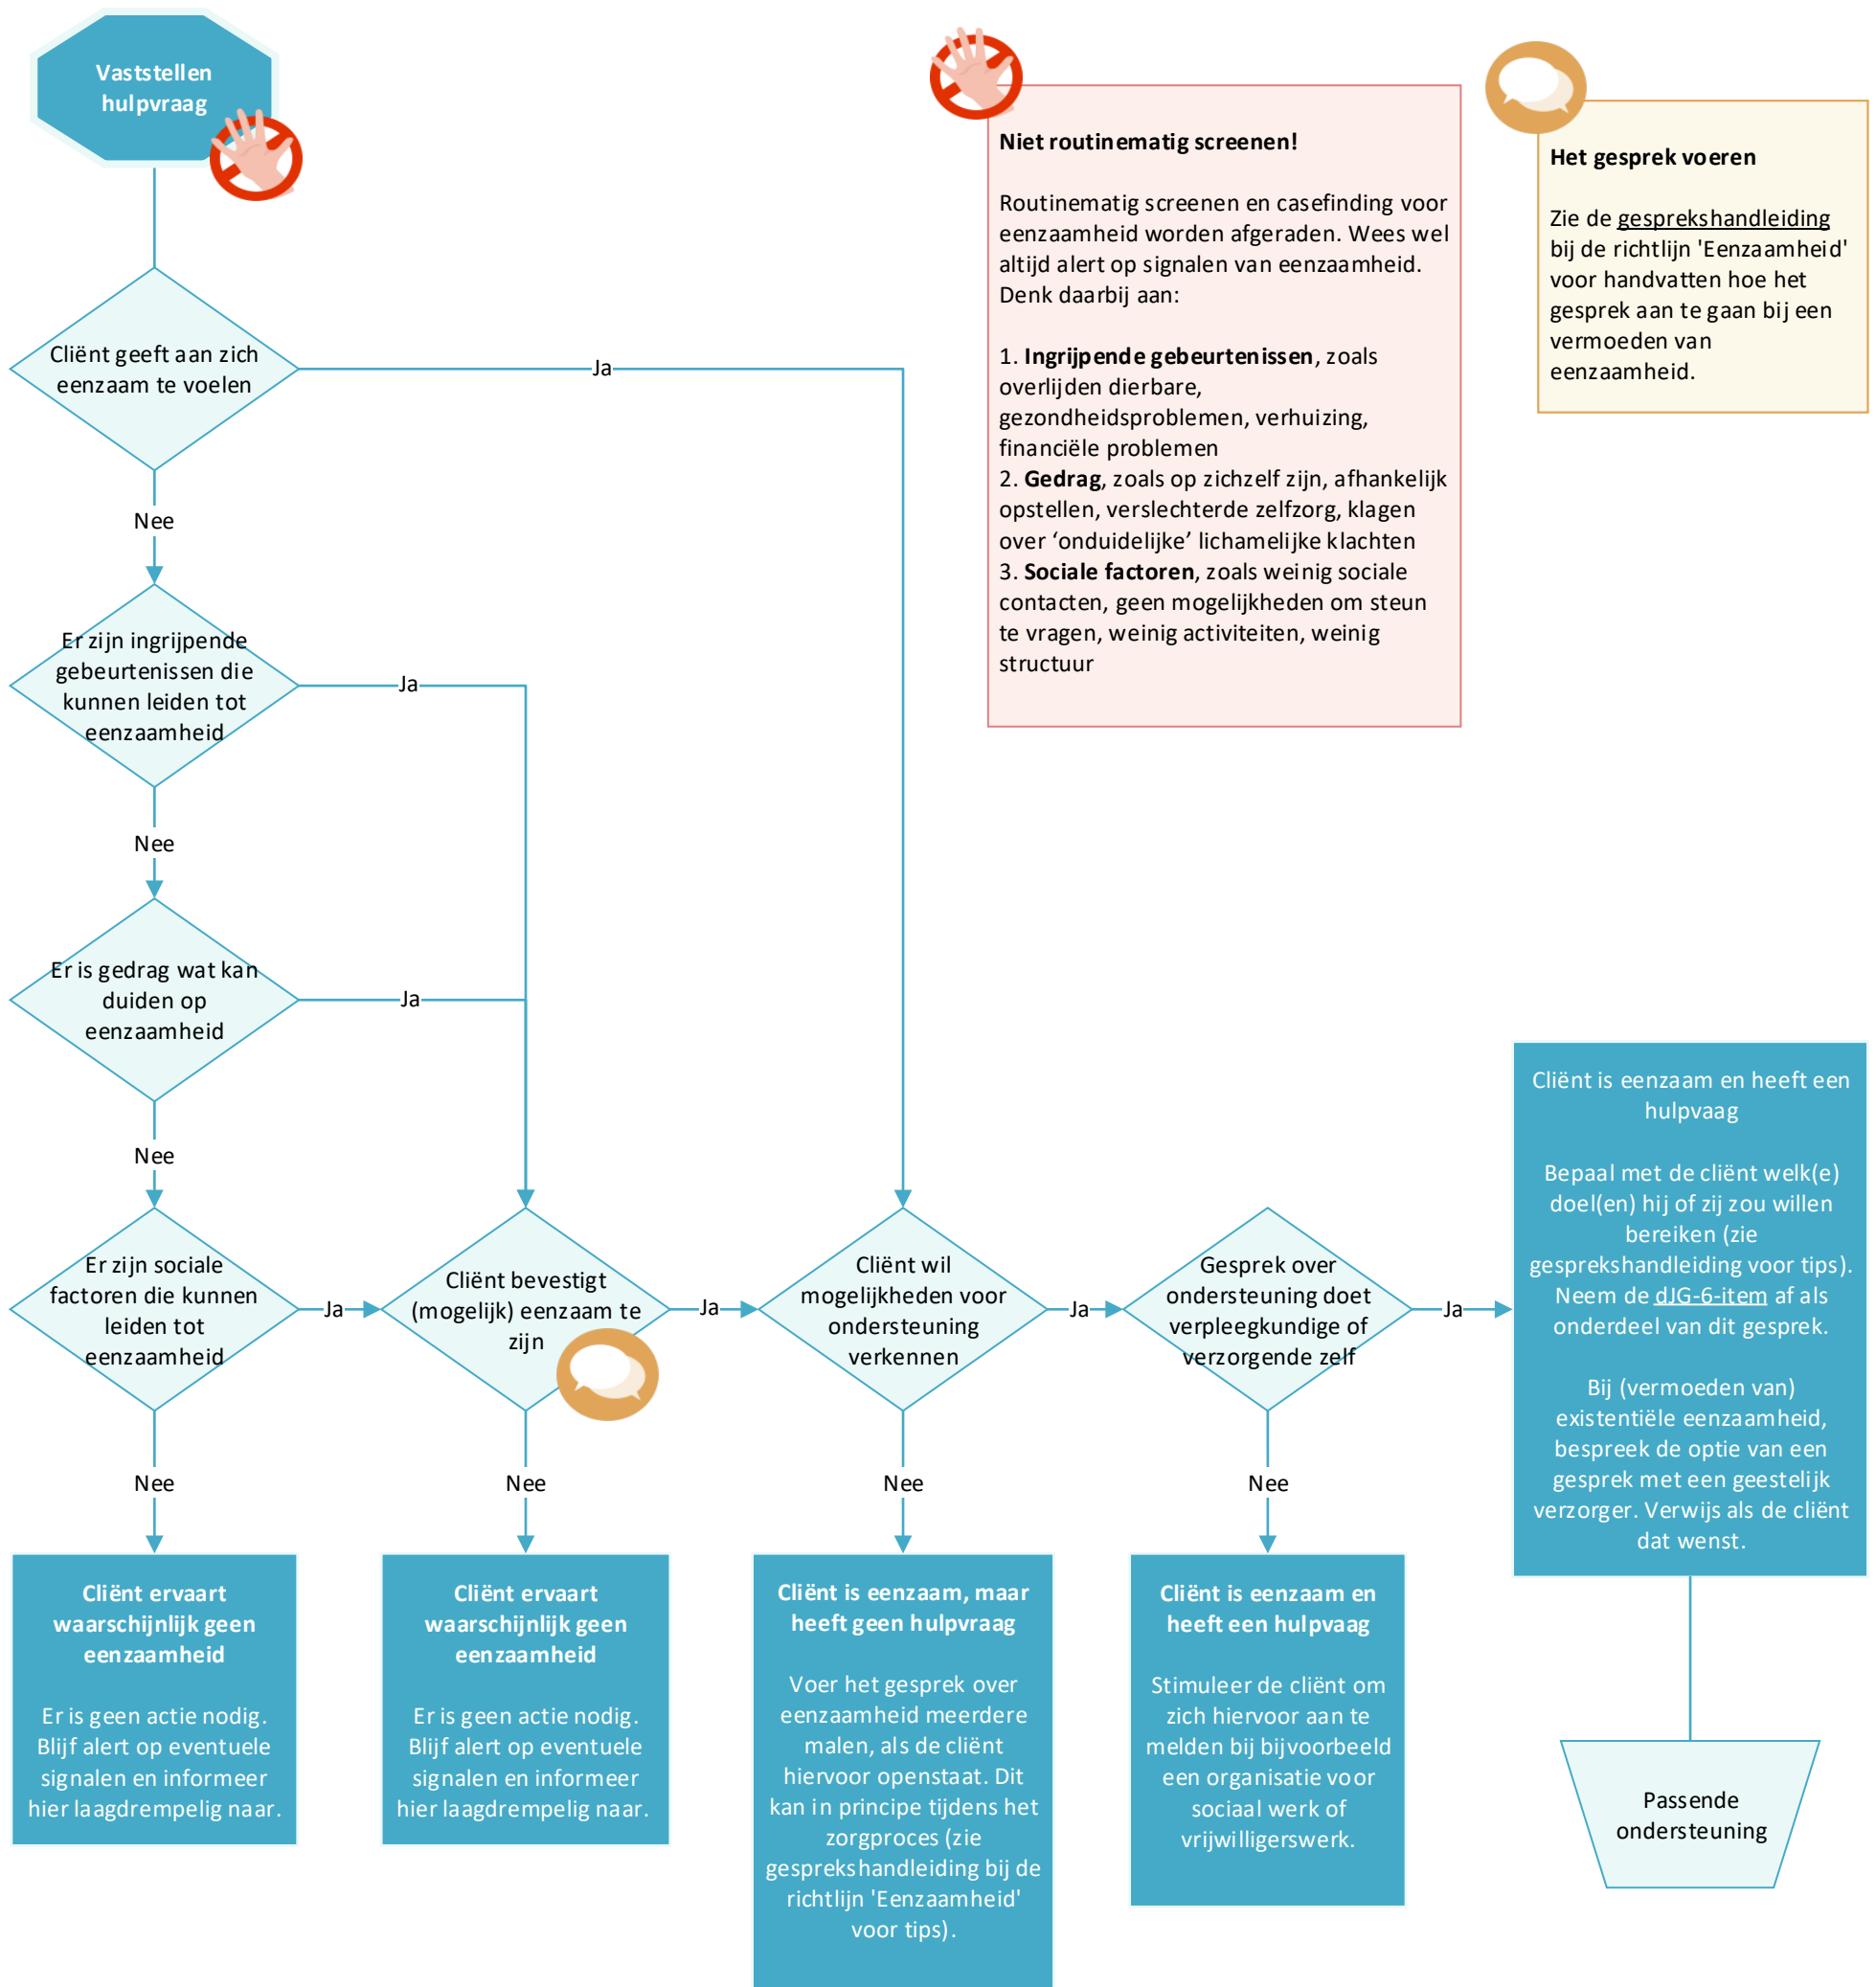 Vaststellen
hulpvraag
Niet routinematig screenen!
Routinematig screenen en casefinding voor
eenzaamheid worden afgeraden. Wees wel
altijd alert op signalen van eenzaamheid.
Denk daarbij aan:
1. Ingrijpende gebeurtenissen, zoals
overlijden dierbare,
gezondheidsproblemen, verhuizing,
financiële problemen
2. Gedrag, zoals op zichzelf zijn, afhankelijk
opstellen, verslechterde zelfzorg, klagen
over ‘onduidelijke’ lichamelijke klachten
3. Sociale factoren, zoals weinig sociale
contacten, geen mogelijkheden om steun
te vragen, weinig activiteiten, weinig
structuur
Het gesprek voeren
Zie de gesprekshandleiding
bij de richtlijn 'Eenzaamheid'
voor handvatten hoe het
gesprek aan te gaan bij een
vermoeden van
eenzaamheid.
Cliënt geeft aan zich
eenzaam te voelen
Ja
Nee
Er zijn ingrijpende
gebeurtenissen die
kunnen leiden tot
eenzaamheid
Ja
Nee
Er is gedrag wat kan
duiden op
eenzaamheid
Ja
Nee
Er zijn sociale
factoren die kunnen
leiden tot
eenzaamheid
Ja
Cliënt bevestigt
(mogelijk) eenzaam te
zijn
Ja
Cliënt wil
mogelijkheden voor
ondersteuning
verkennen
Ja
Gesprek over
ondersteuning doet
verpleegkundige of
verzorgende zelf
Ja
Cliënt is eenzaam en heeft een
hulpvaag
Bepaal met de cliënt welk(e)
doel(en) hij of zij zou willen
bereiken (zie
gesprekshandleiding voor tips).
Neem de dJG-6-item af als
onderdeel van dit gesprek.
Bij (vermoeden van)
existentiële eenzaamheid,
bespreek de optie van een
gesprek met een geestelijk
verzorger. Verwijs als de cliënt
dat wenst.
Nee
Nee
Nee
Nee
Cliënt ervaart
waarschijnlijk geen
eenzaamheid
Er is geen actie nodig.
Blijf alert op eventuele
signalen en informeer
hier laagdrempelig naar.
Cliënt ervaart
waarschijnlijk geen
eenzaamheid
Er is geen actie nodig.
Blijf alert op eventuele
signalen en informeer
hier laagdrempelig naar.
Cliënt is eenzaam, maar
heeft geen hulpvraag
Voer het gesprek over
eenzaamheid meerdere
malen, als de cliënt
hiervoor openstaat. Dit
kan in principe tijdens het
zorgproces (zie
gesprekshandleiding bij de
richtlijn 'Eenzaamheid'
voor tips).
Cliënt is eenzaam en
heeft een hulpvaag
Stimuleer de cliënt om
zich hiervoor aan te
melden bij bijvoorbeeld
een organisatie voor
sociaal werk of
vrijwilligerswerk.
Passende
ondersteuning